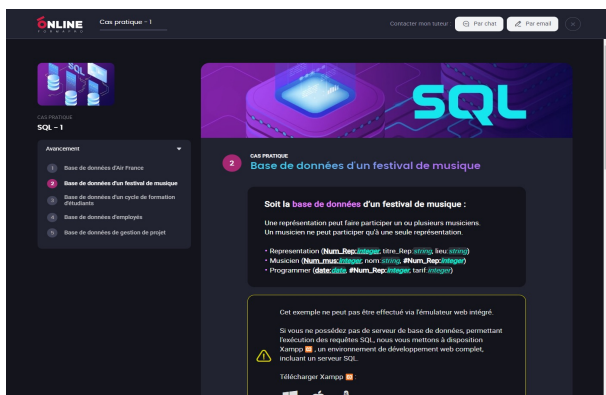 ONLINE
FORMAPRO
Cas pratique - 1
Contacter mon tuteur :
Par chat
Par email
SQL
CAS PRATIQUE
SQL - 1
Avancement
1 Base de données d'Air France
2 Base de données d'un festival de musique
3 Base de données d'un cycle de formation
d'étudiants
4 Base de données d'employés
5 Base de données de gestion de projet
SQL
2
CAS PRATIQUE
Base de données d'un festival de musique
Soit la base de données d'un festival de musique :
Une représentation peut faire participer un ou plusieurs musiciens.
Un musicien ne peut participer qu'à une seule représentation.
• Representation (Num_Rep:integer, titre_Rep:string, lieu:string)
• Musicien (Num_mus:integer, nom:string, #Num_Rep:integer)
• Programmer (date:date, #Num_Rep:integer, tarif:integer)
Cet exemple ne peut pas être effectué via l'émulateur web intégré.
Si vous ne possédez pas de serveur de base de données, permettant
l'exécution des requêtes SQL, nous vous mettons à disposition
Xampp , un environnement de développement web complet,
incluant un serveur SQL.
Télécharger Xampp :